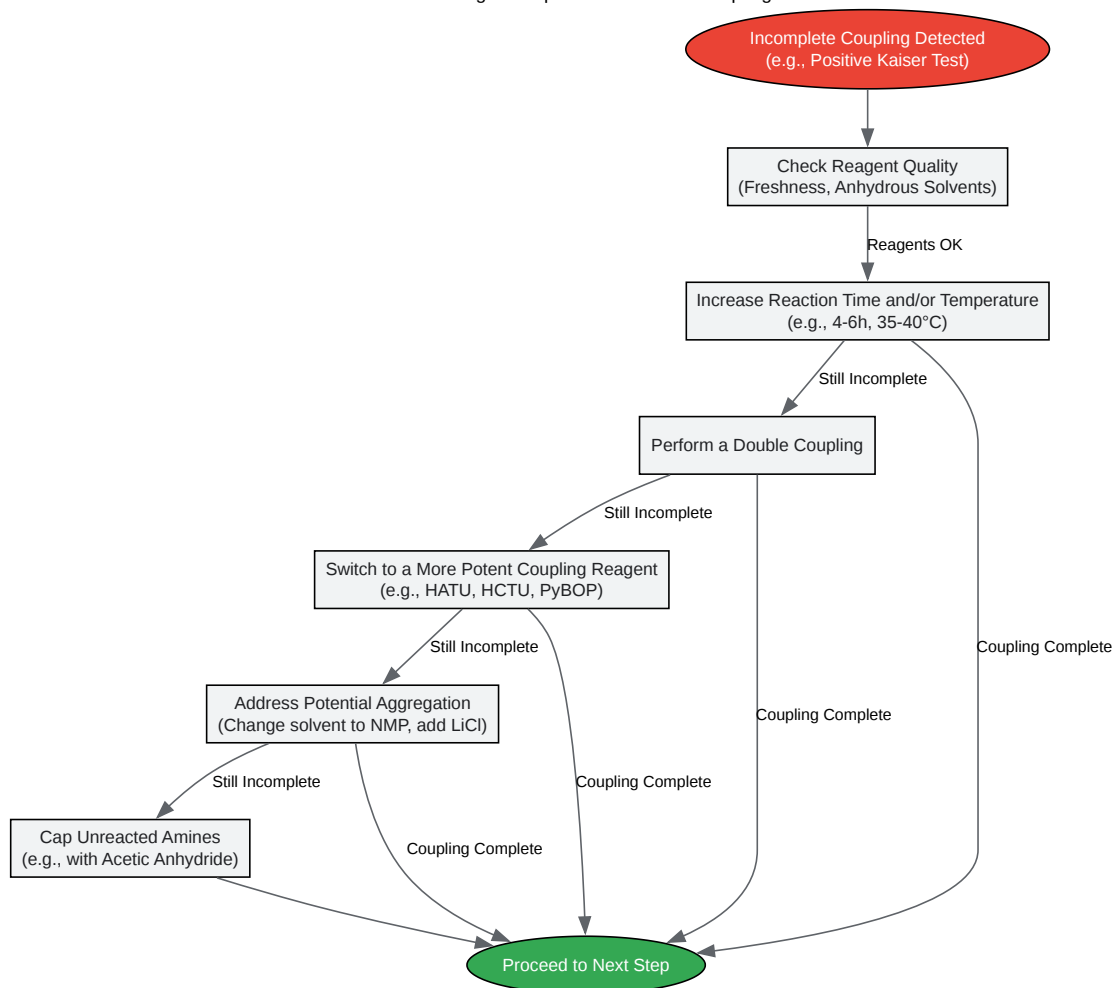 Incomplete Coupling Detected
(e.g., Positive Kaiser Test)
Check Reagent Quality
(Freshness, Anhydrous Solvents)
Reagents OK
Increase Reaction Time and/or Temperature
(e.g., 4-6h, 35-40°C)
Still Incomplete
Perform a Double Coupling
Still Incomplete
Switch to a More Potent Coupling Reagent
(e.g., HATU, HCTU, PyBOP)
Still Incomplete
Coupling Complete
Address Potential Aggregation
(Change solvent to NMP, add LiCl)
Coupling Complete
Still Incomplete
Coupling Complete
Cap Unreacted Amines
(e.g., with Acetic Anhydride)
Coupling Complete
Proceed to Next Step